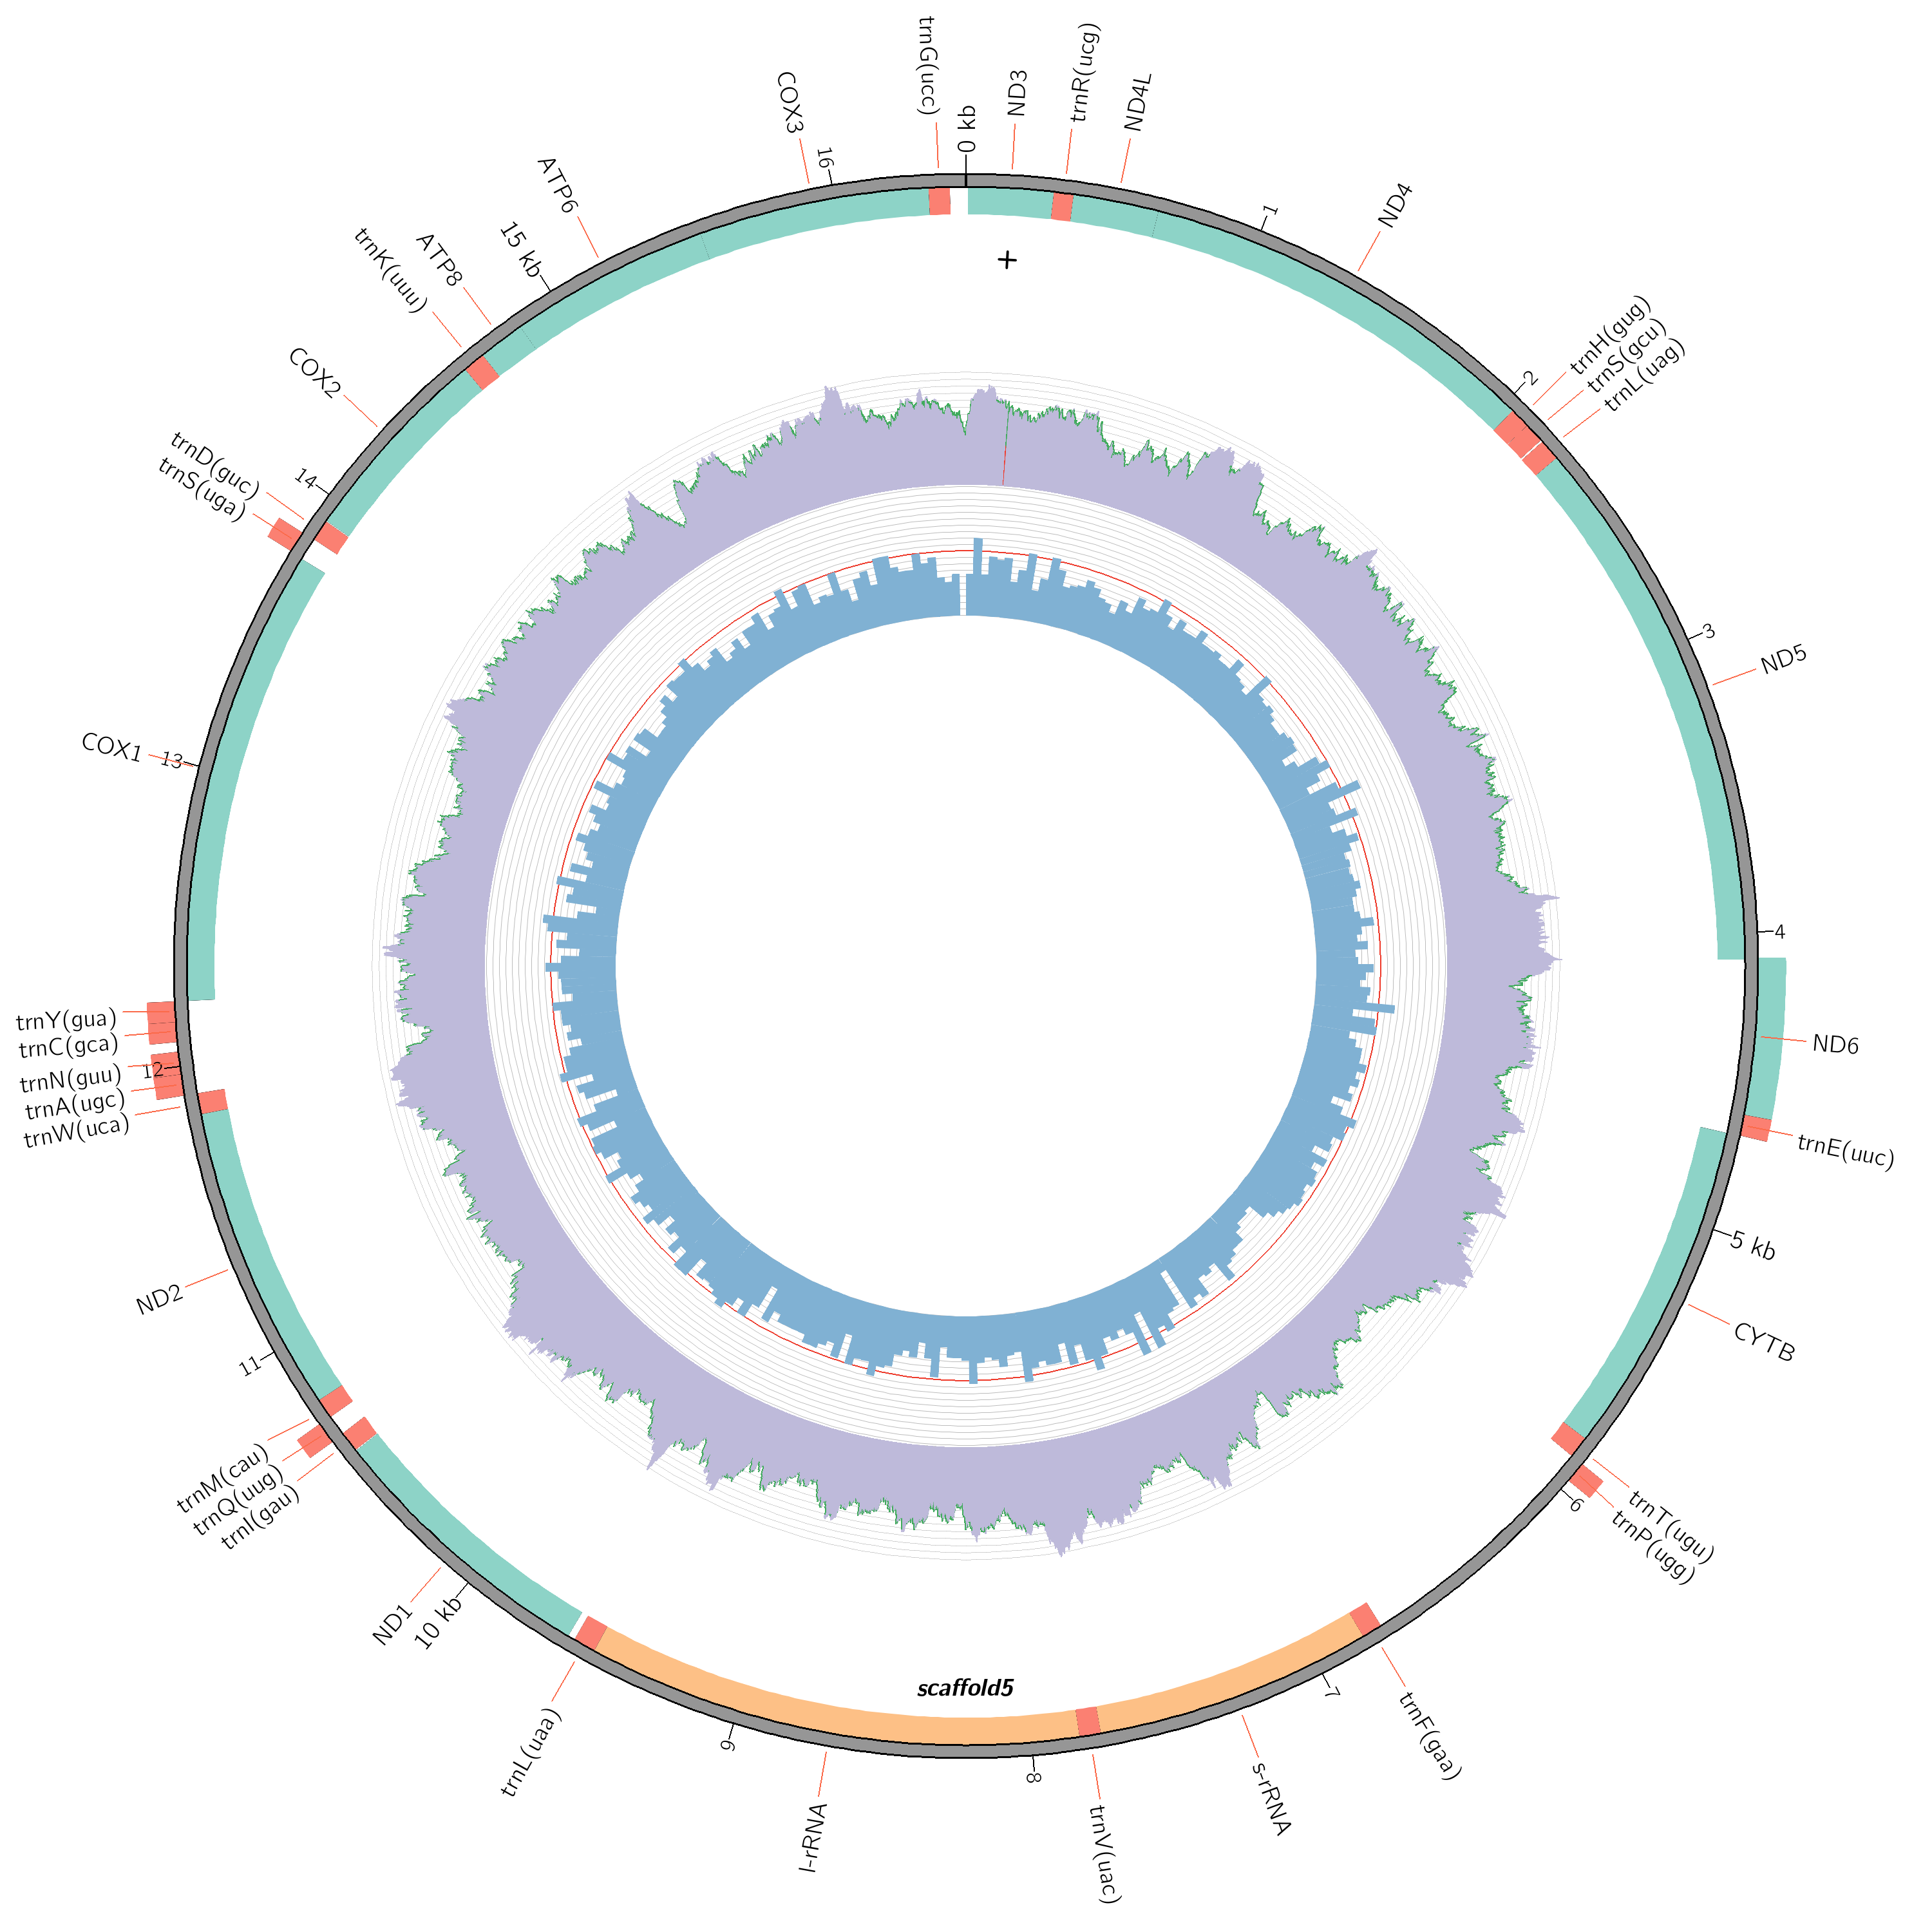 0 kb
ND3
trnR(ucg)
ND4L
1
ND4
2
trnH(gug)
trnS(gcu)
trnL(uag)
3
ND5
4
ND6
trnE(uuc)
5 kb
CYTB
6
trnT(ugu)
trnP(ugg)
7
trnF(gaa)
s-rRNA
trnV(uac)
8
l-rRNA
9
trnL(uaa)
10 kb
ND1
trnI(gau)
trnQ(uug)
trnM(cau)
11
ND2
trnW(uca)
trnA(ugc)
12
trnN(guu)
trnC(gca)
trnY(gua)
13
COX1
trnS(uga)
trnD(guc)
14
COX2
trnK(uuu)
ATP8
15 kb
ATP6
16
COX3
trnG(ucc)
+
scaffold5